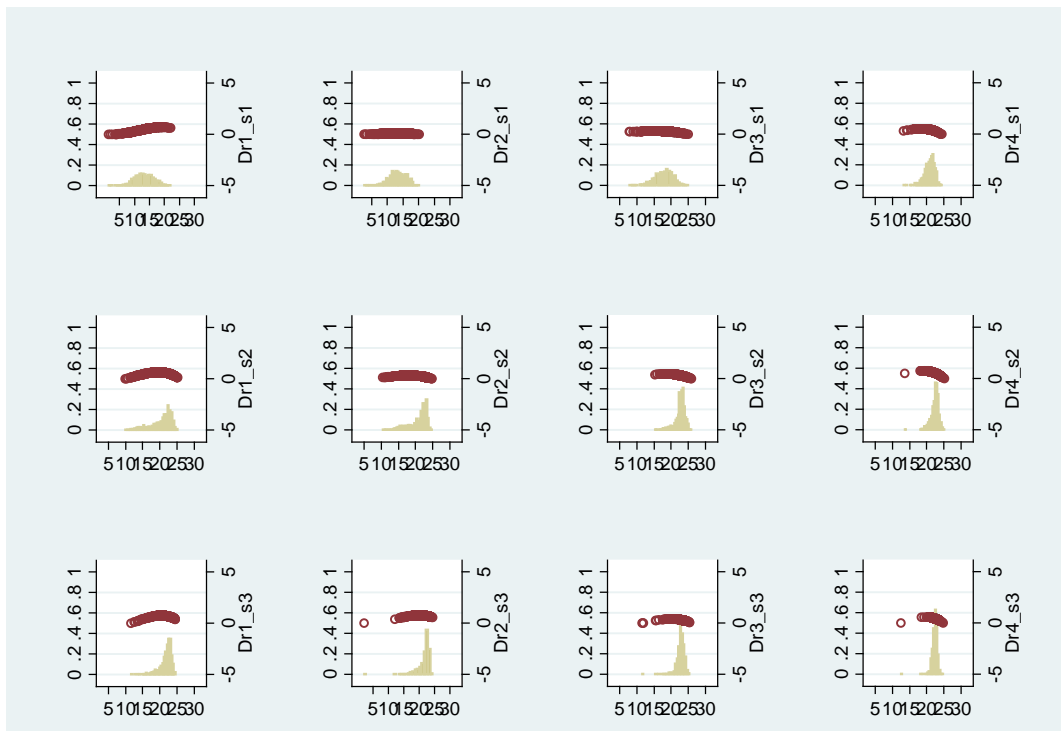 0 .2 .4 .6 .8 1
-5 0 5
Dr1_s1
5 10 15 20 25 30
0 .2 .4 .6 .8 1
-5 0 5
Dr2_s1
5 10 15 20 25 30
0 .2 .4 .6 .8 1
-5 0 5
Dr3_s1
5 10 15 20 25 30
0 .2 .4 .6 .8 1
-5 0 5
Dr4_s1
5 10 15 20 25 30
0 .2 .4 .6 .8 1
-5 0 5
Dr1_s2
5 10 15 20 25 30
0 .2 .4 .6 .8 1
-5 0 5
Dr2_s2
5 10 15 20 25 30
0 .2 .4 .6 .8 1
-5 0 5
Dr3_s2
5 10 15 20 25 30
0 .2 .4 .6 .8 1
-5 0 5
Dr4_s2
5 10 15 20 25 30
0 .2 .4 .6 .8 1
-5 0 5
Dr1_s3
5 10 15 20 25 30
0 .2 .4 .6 .8 1
-5 0 5
Dr2_s3
5 10 15 20 25 30
0 .2 .4 .6 .8 1
-5 0 5
Dr3_s3
5 10 15 20 25 30
0 .2 .4 .6 .8 1
-5 0 5
Dr4_s3
5 10 15 20 25 30